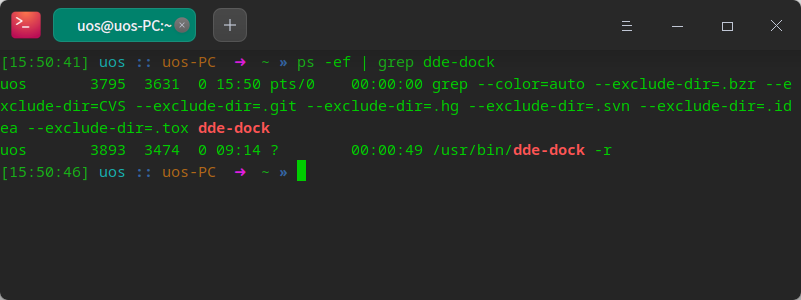 uos@uos-PC:~
[15:50:41] uos :: uos-PC ➜ ~ » ps -ef | grep dde-dock
uos       3795  3631  0 15:50 pts/0    00:00:00 grep --color=auto --exclude-dir=.bzr --e
xclude-dir=CVS --exclude-dir=.git --exclude-dir=.hg --exclude-dir=.svn --exclude-dir=.id
ea --exclude-dir=.tox dde-dock
uos       3893  3474  0 09:14 ?        00:00:49 /usr/bin/dde-dock -r
[15:50:46] uos :: uos-PC ➜ ~ »